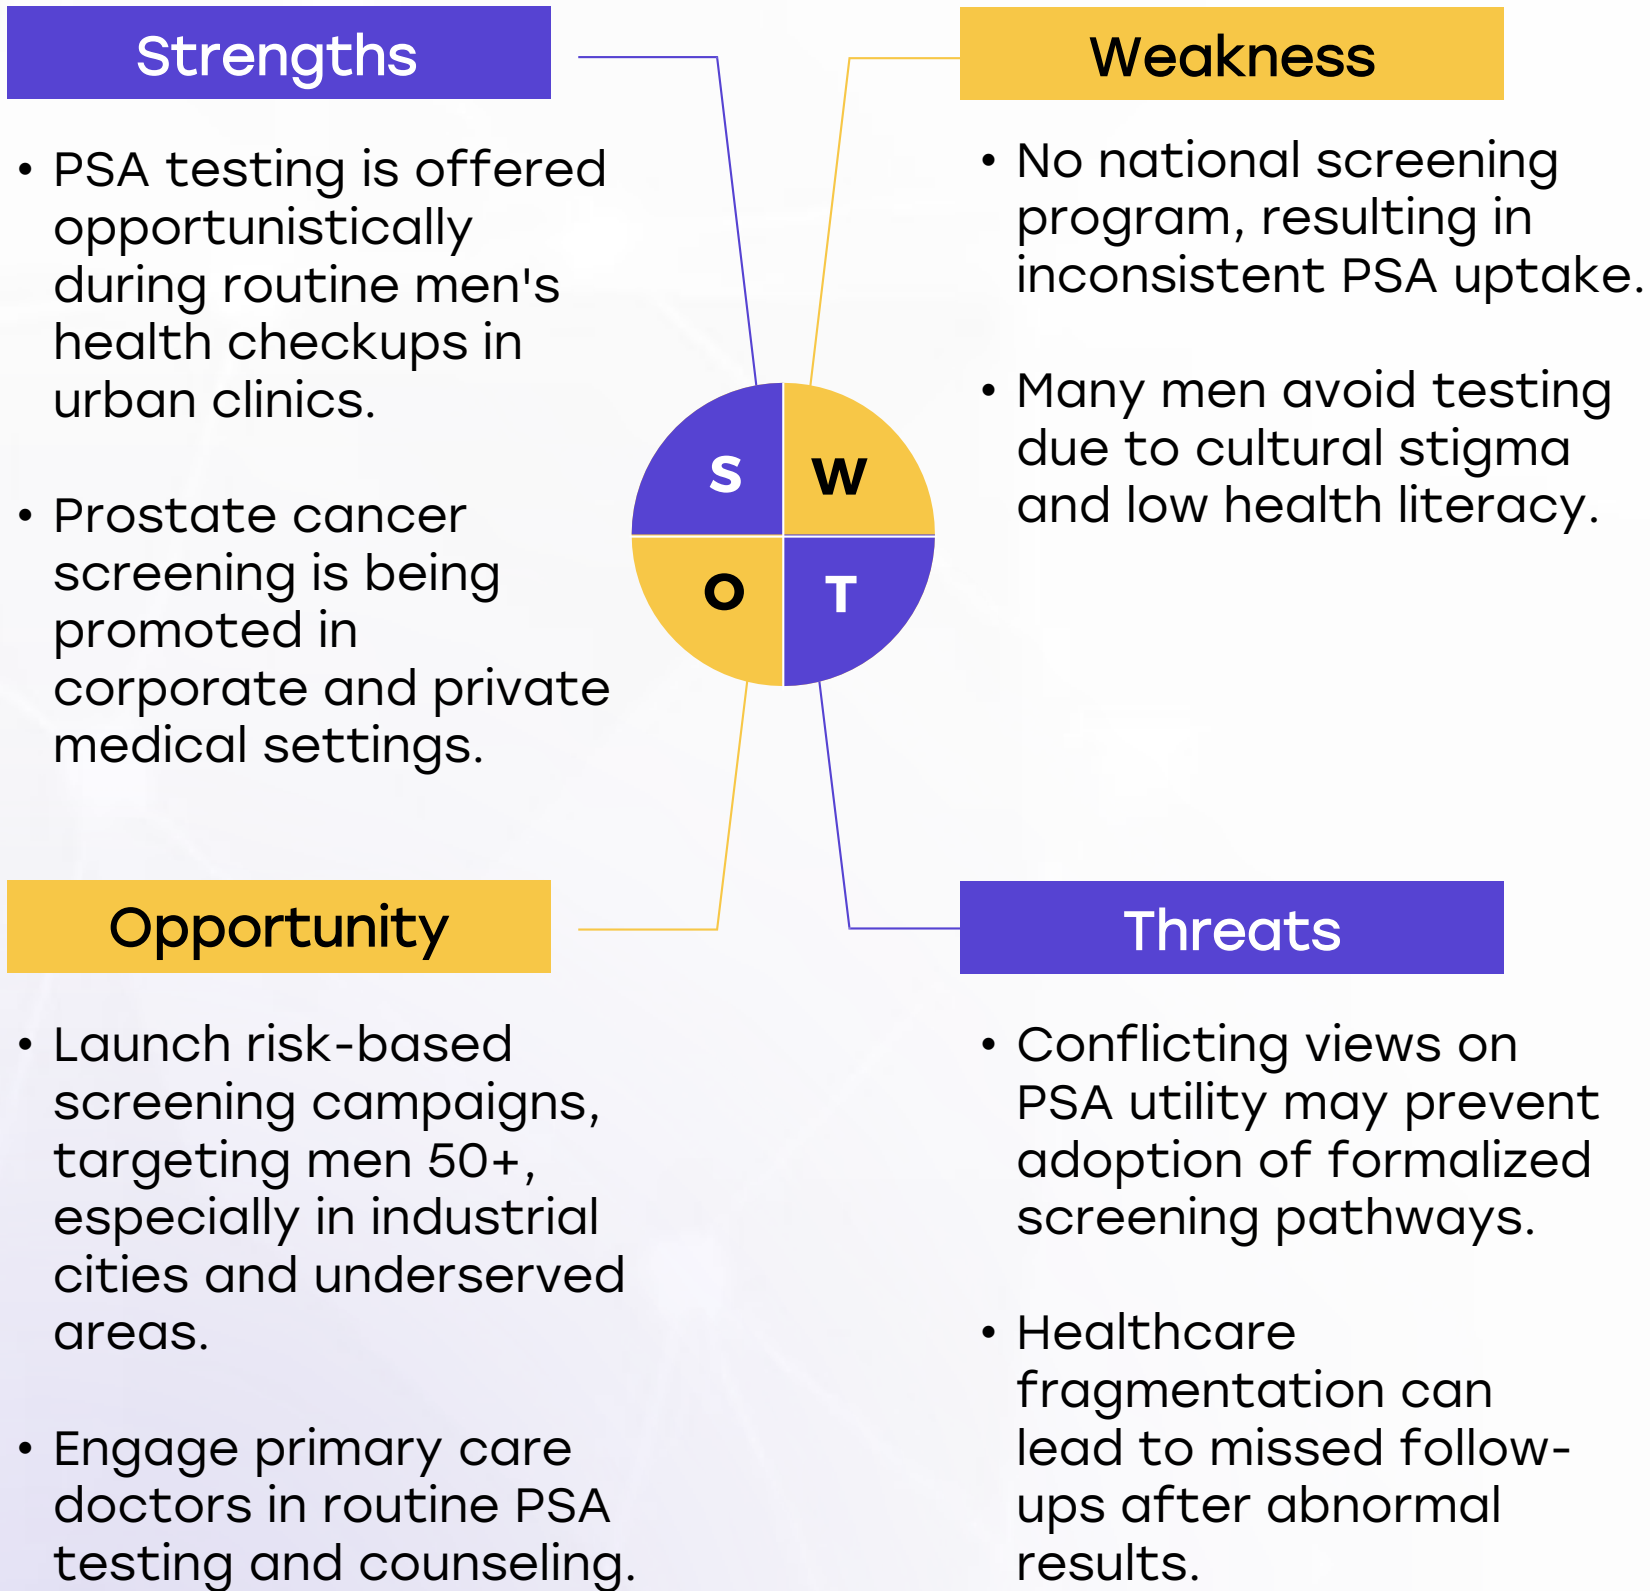 Strengths
• PSA testing is offered
opportunistically
during routine men's
health checkups in
urban clinics.
• Prostate cancer
screening is being
promoted in
corporate and private
medical settings.
Weakness
• No national screening
program, resulting in
inconsistent PSA uptake.
• Many men avoid testing
due to cultural stigma
and low health literacy.
S
W
O
T
Opportunity
• Launch risk-based
screening campaigns,
targeting men 50+,
especially in industrial
cities and underserved
areas.
• Engage primary care
doctors in routine PSA
testing and counseling.
Threats
• Conflicting views on
PSA utility may prevent
adoption of formalized
screening pathways.
• Healthcare
fragmentation can
lead to missed follow-
ups after abnormal
results.